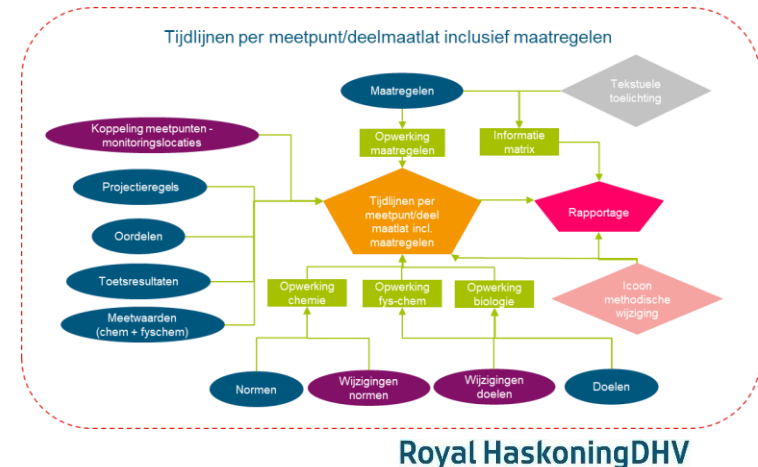 Tijdlijnen per meetpunt/deelmaatlat inclusief maatregelen
Maatregelen
Tekstuele
toelichting
Koppeling meetpunten -
monitoringslocaties
Opwerking
maatregelen
Informatie
matrix
Projectieregels
Tijdlijnen per
meetpunt/deel
maatlat incl.
maatregelen
Rapportage
Oordelen
Toetsresultaten
Opwerking
chemie
Opwerking
fys-chem
Opwerking
biologie
Icoon
methodische
wijziging
Meetwaarden
(chem + fyschem)
Normen
Wijzigingen
normen
Wijzigingen
doelen
Doelen
Royal HaskoningDHV